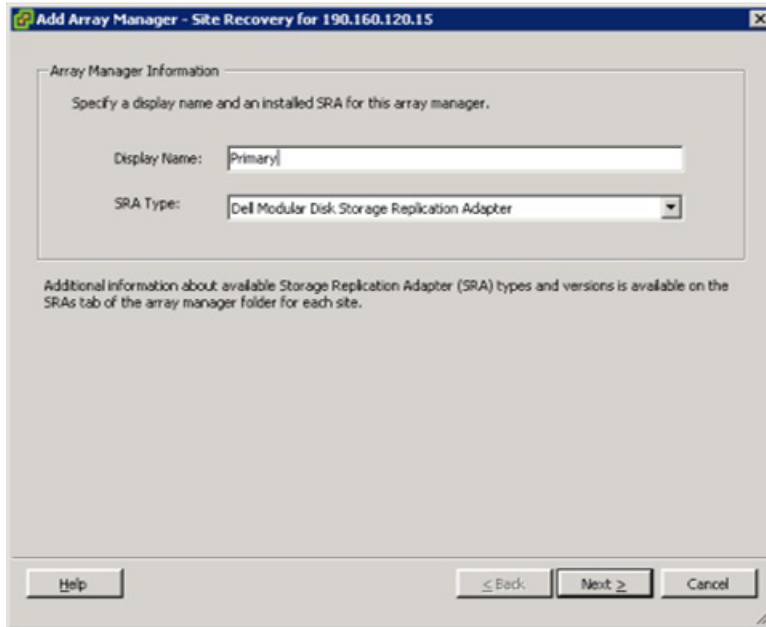 Add Array Manager - Site Recovery for 190.160.120.15
Array Manager Information
Specify a display name and an installed SRA for this array manager.
Display Name: Primary
SRA Type: Dell Modular Disk Storage Replication Adapter
Additional information about available Storage Replication Adapter (SRA) types and versions is available on the
SRAs tab of the array manager folder for each site.
Help < Back Next > Cancel